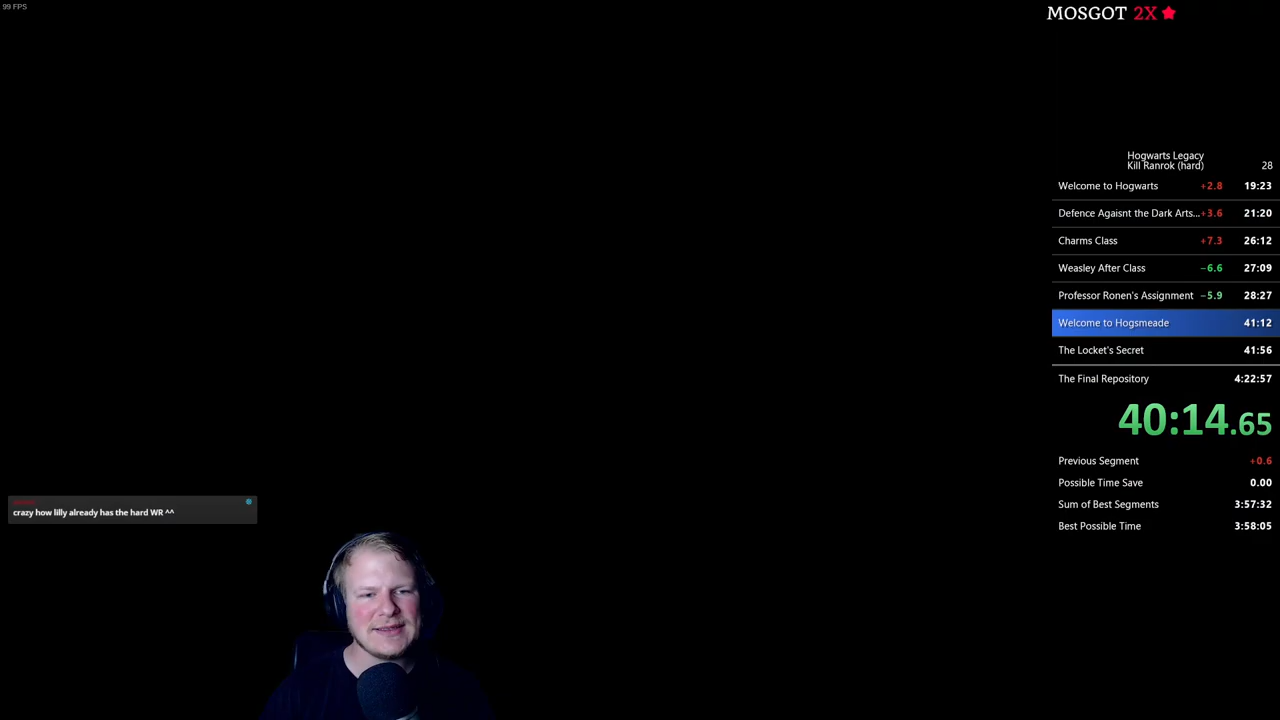 99 FPS
MOSGOT 2X
Hogwarts Legacy
Kill Ranrok (hard) 28
Welcome to Hogwarts +2.8 19:23
Defence Agaisnt the Dark Arts... +3.6 21:20
Charms Class +7.3 26:12
Weasley After Class −6.6 27:09
Professor Ronen's Assignment −5.9 28:27
Welcome to Hogsmeade 41:12
The Locket's Secret 41:56
The Final Repository 4:22:57
40:14.65
Previous Segment +0.6
Possible Time Save 0.00
Sum of Best Segments 3:57:32
Best Possible Time 3:58:05
crazy how lilly already has the hard WR ^^